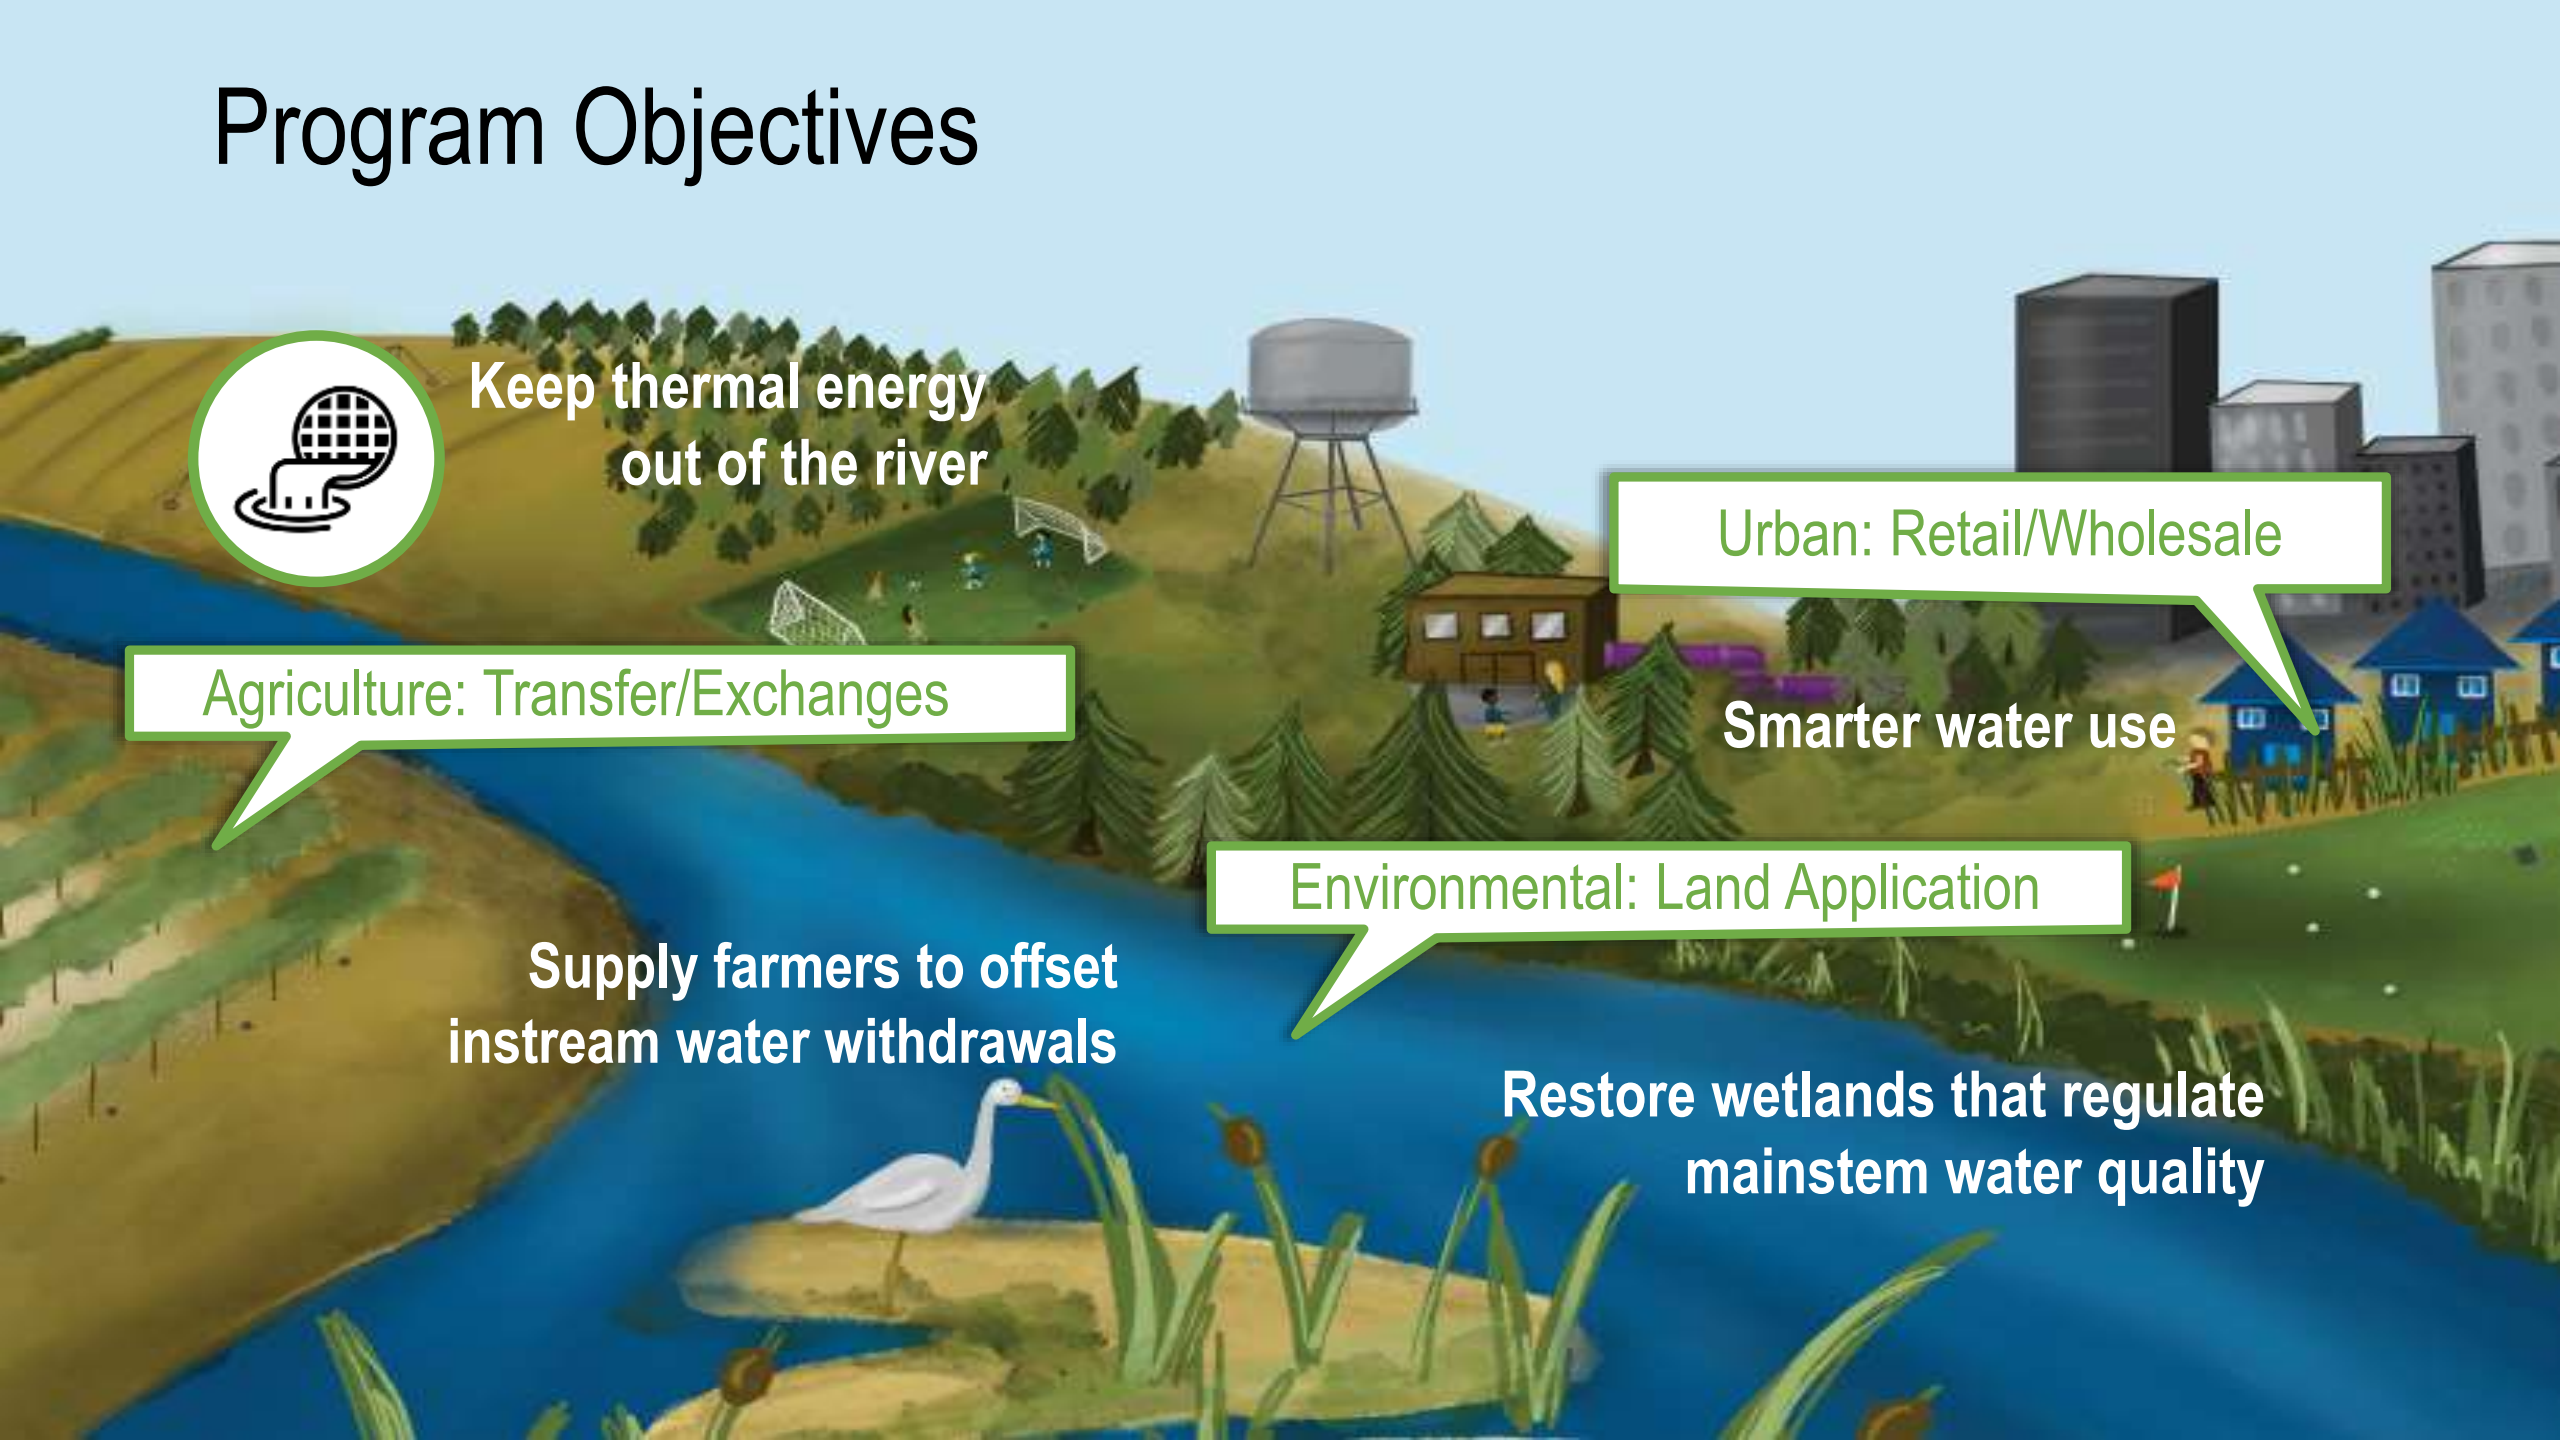 Program Objectives
Keep thermal energy
out of the river
Urban: Retail/Wholesale
Agriculture: Transfer/Exchanges
Smarter water use
Environmental: Land Application
Supply farmers to offset
instream water withdrawals
Restore wetlands that regulate
mainstem water quality